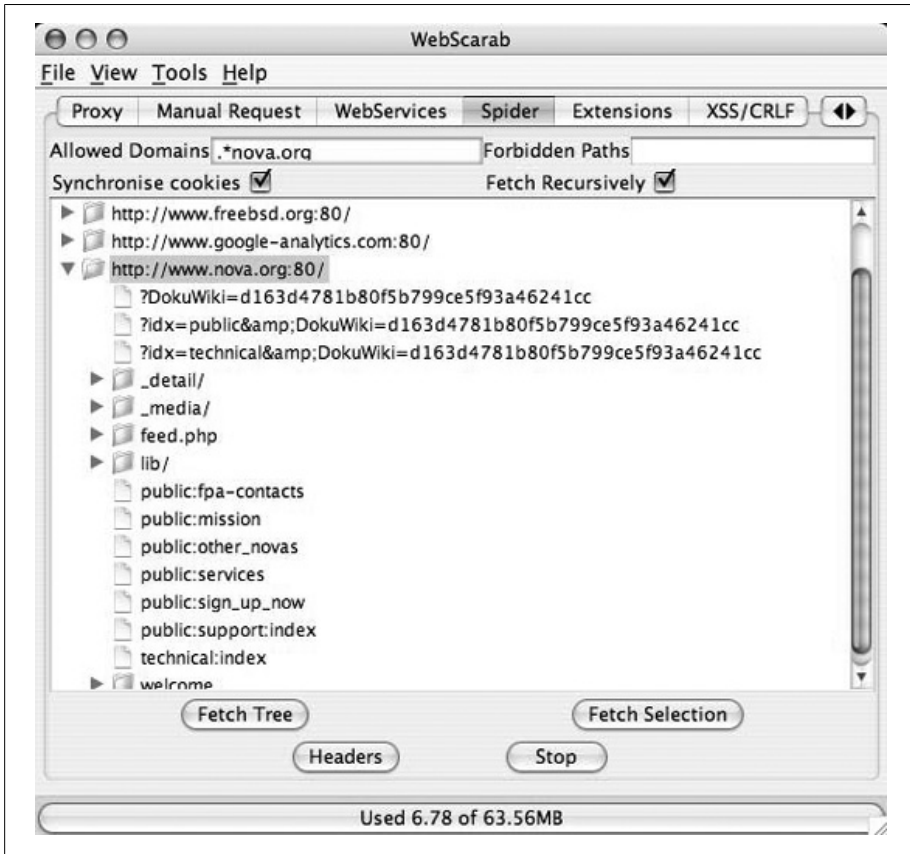 WebScarab
File View Tools Help
Proxy Manual Request WebServices Spider Extensions XSS/CRLF
Allowed Domains .*nova.org Forbidden Paths
Synchronise cookies Fetch Recursively
http://www.freebsd.org:80/
http://www.google-analytics.com:80/
http://www.nova.org:80/
?DokuWiki=d163d4781b80f5b799ce5f93a46241cc
?idx=public&amp;DokuWiki=d163d4781b80f5b799ce5f93a46241cc
?idx=technical&amp;DokuWiki=d163d4781b80f5b799ce5f93a46241cc
_detail/
_media/
feed.php
lib/
public:fpa-contacts
public:mission
public:other_novas
public:services
public:sign_up_now
public:support:index
technical:index
welcome
Fetch Tree Fetch Selection
Headers Stop
Used 6.78 of 63.56MB